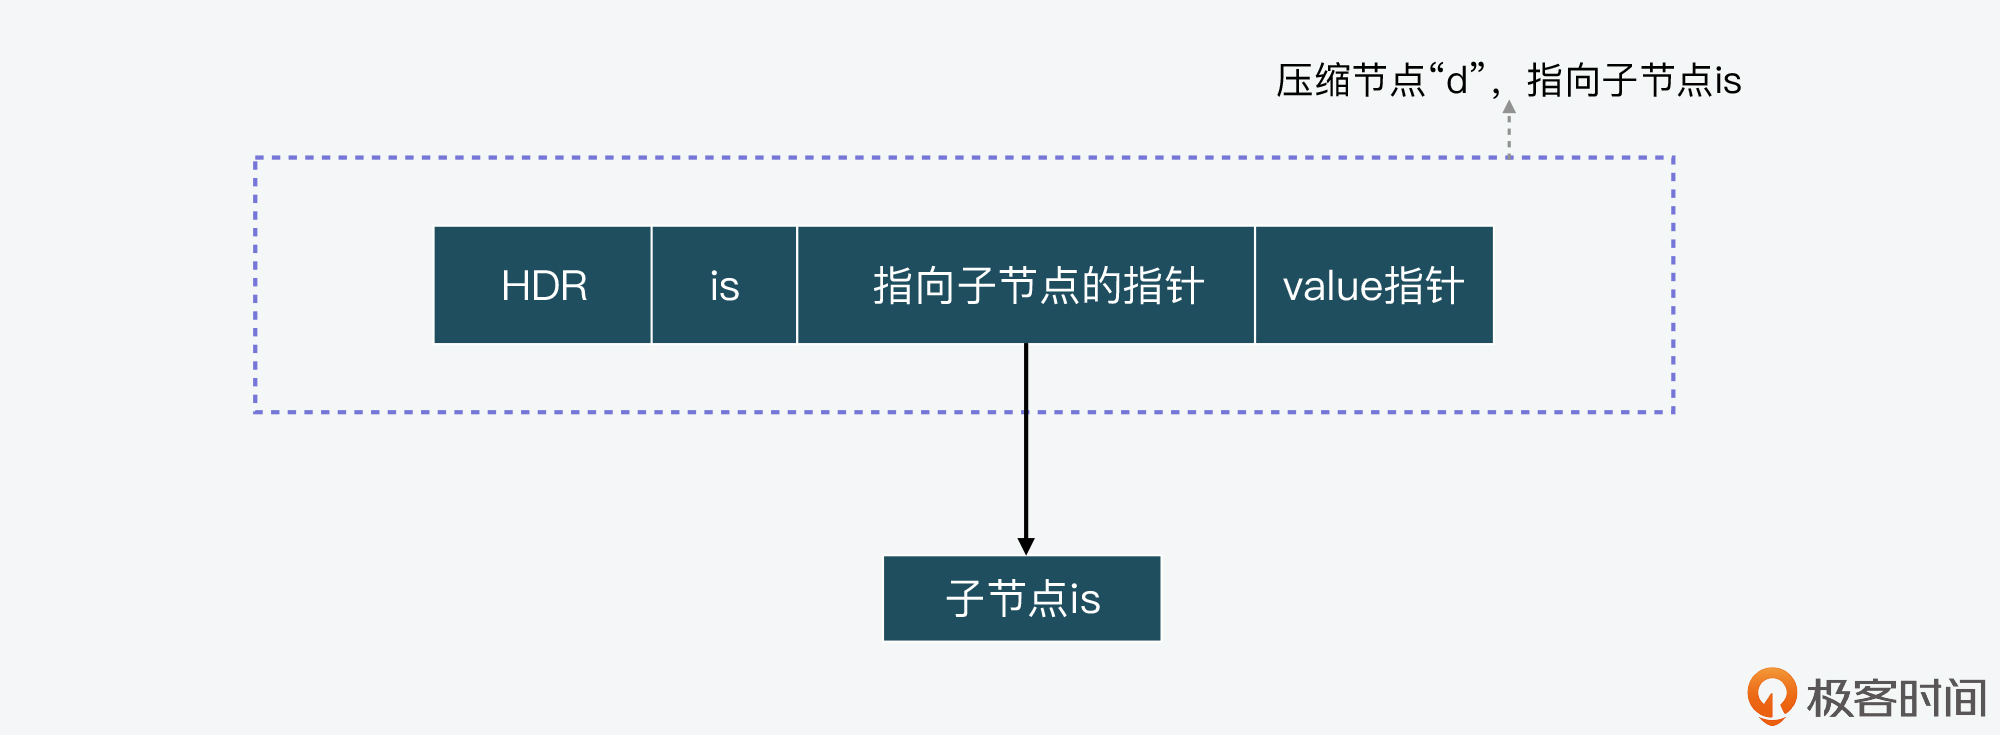 压缩节点“d”，指向子节点is
HDR
is
指向子节点的指针
value指针
子节点is
极客时间